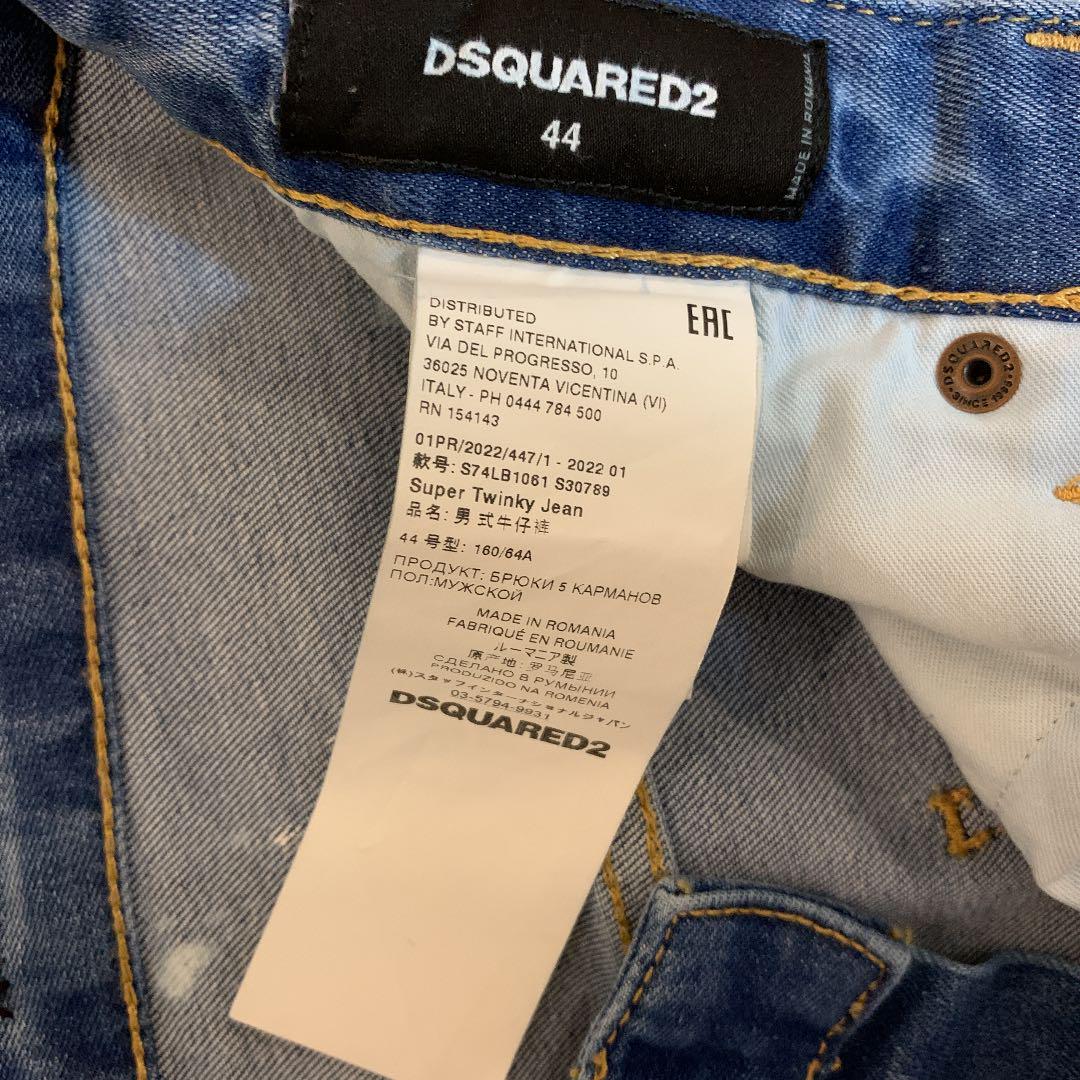 DSQUARED2
44
MADE IN ROMANIA
DISTRIBUTED
BY STAFF INTERNATIONAL S.P.A.
VIA DEL PROGRESSO, 10
36025 NOVENTA VICENTINA (VI)
ITALY - PH 0444 784 500
RN 154143
EAC
01PR/2022/447/1 - 2022 01
款号: S74LB1061 S30789
Super Twinky Jean
品名: 男 式牛仔裤
44 号型: 160/64A
ПРОДУКТ: БРЮКИ 5 КАРМАНОВ
ПОЛ:МУЖСКОЙ
MADE IN ROMANIA
FABRIQUÉ EN ROUMANIE
ルーマニア製
原产地: 罗马尼亚
СДЕЛАНО В РУМЫНИИ
PRODUZIDO NA ROMENIA
(株)スタッフインターナショナルジャパン
03-5794-9931
DSQUARED2
DSQUARED2
SINCE 1995